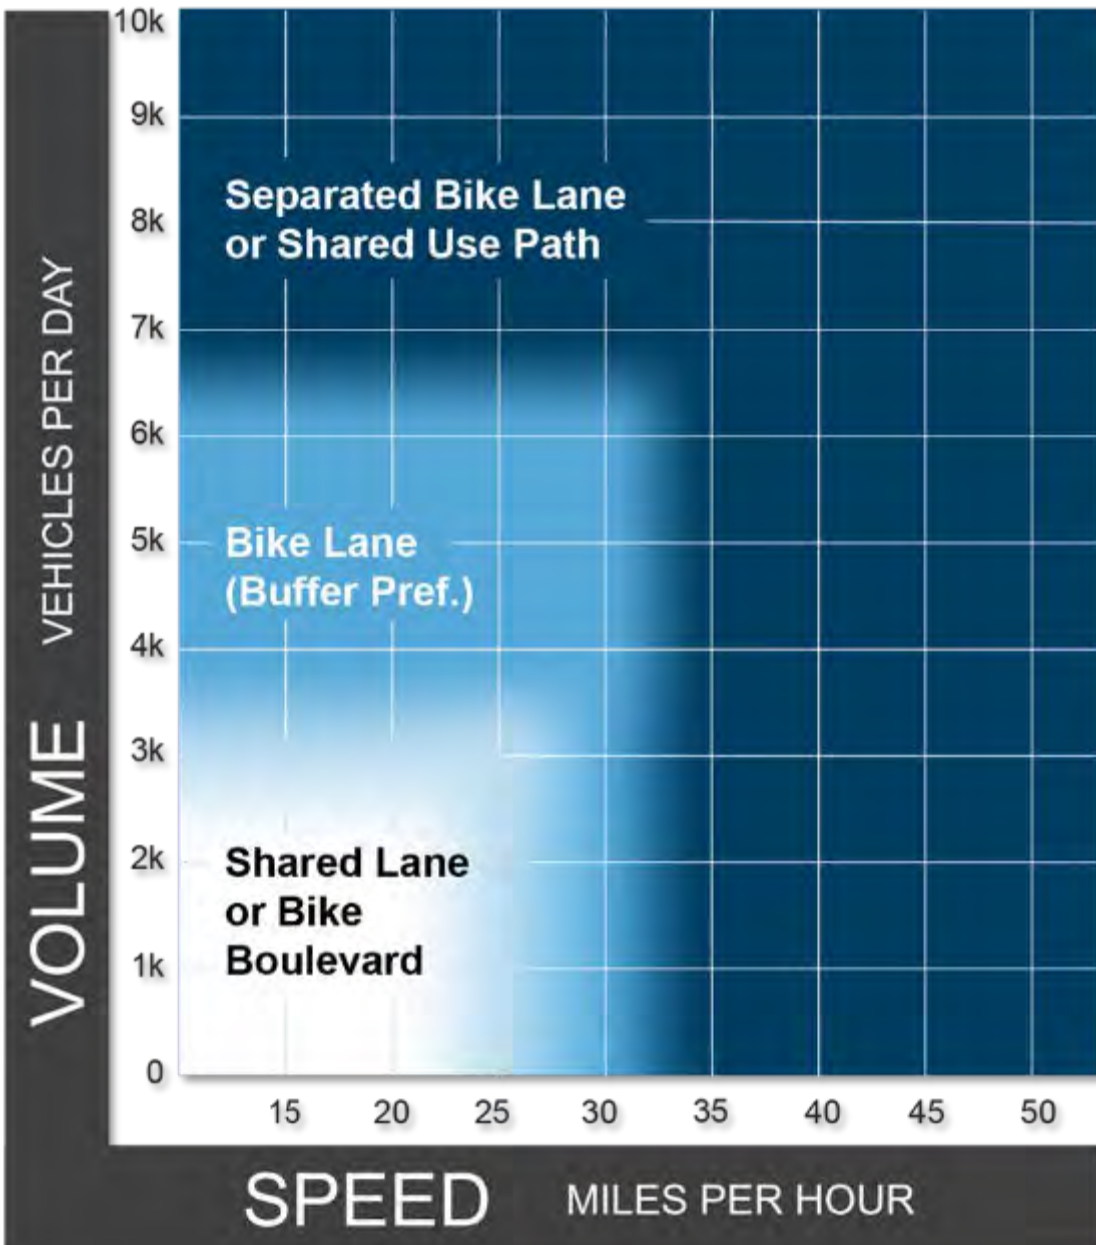 10k
9k
8k
7k
6k
5k
4k
3k
2k
1k
0
VOLUME VEHICLES PER DAY
Separated Bike Lane
or Shared Use Path
Bike Lane
(Buffer Pref.)
Shared Lane
or Bike
Boulevard
15 20 25 30 35 40 45 50
SPEED MILES PER HOUR